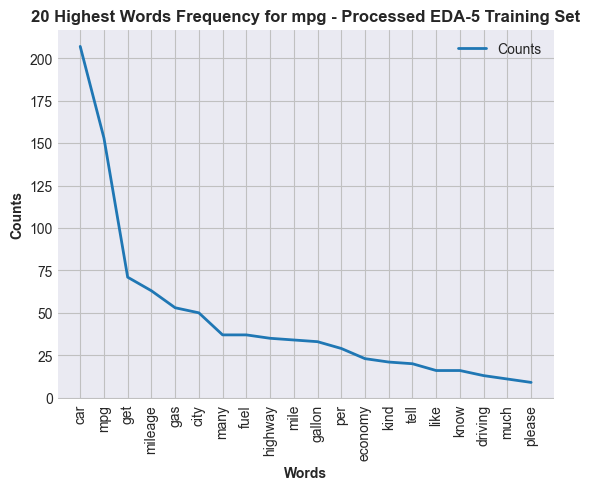 20 Highest Words Frequency for mpg - Processed EDA-5 Training Set
Counts
Counts
200
175
150
125
100
75
50
25
0
car
mpg
get
mileage
gas
city
many
fuel
highway
mile
gallon
per
economy
kind
tell
like
know
driving
much
please
Words